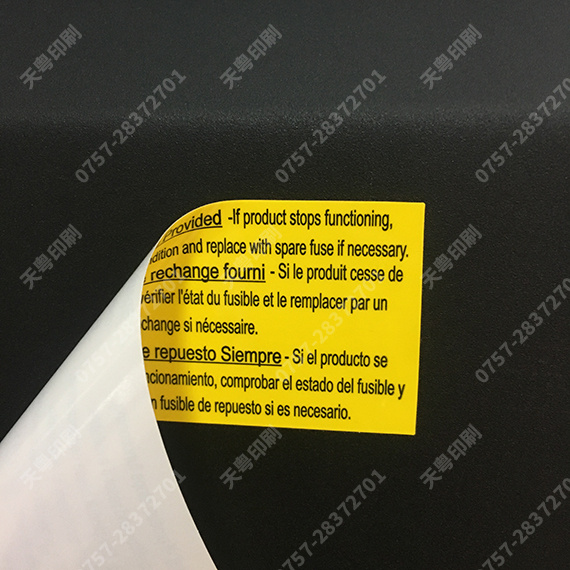 Provided -If product stops functioning,
dition and replace with spare fuse if necessary.
rechange fourni - Si le produit cesse de
vérifier l'état du fusible et le remplacer par un
change si nécessaire.
e repuesto Siempre - Si el producto se
ncionamiento, comprobar el estado del fusible y
n fusible de repuesto si es necesario.
天粤印刷
0757-28372701